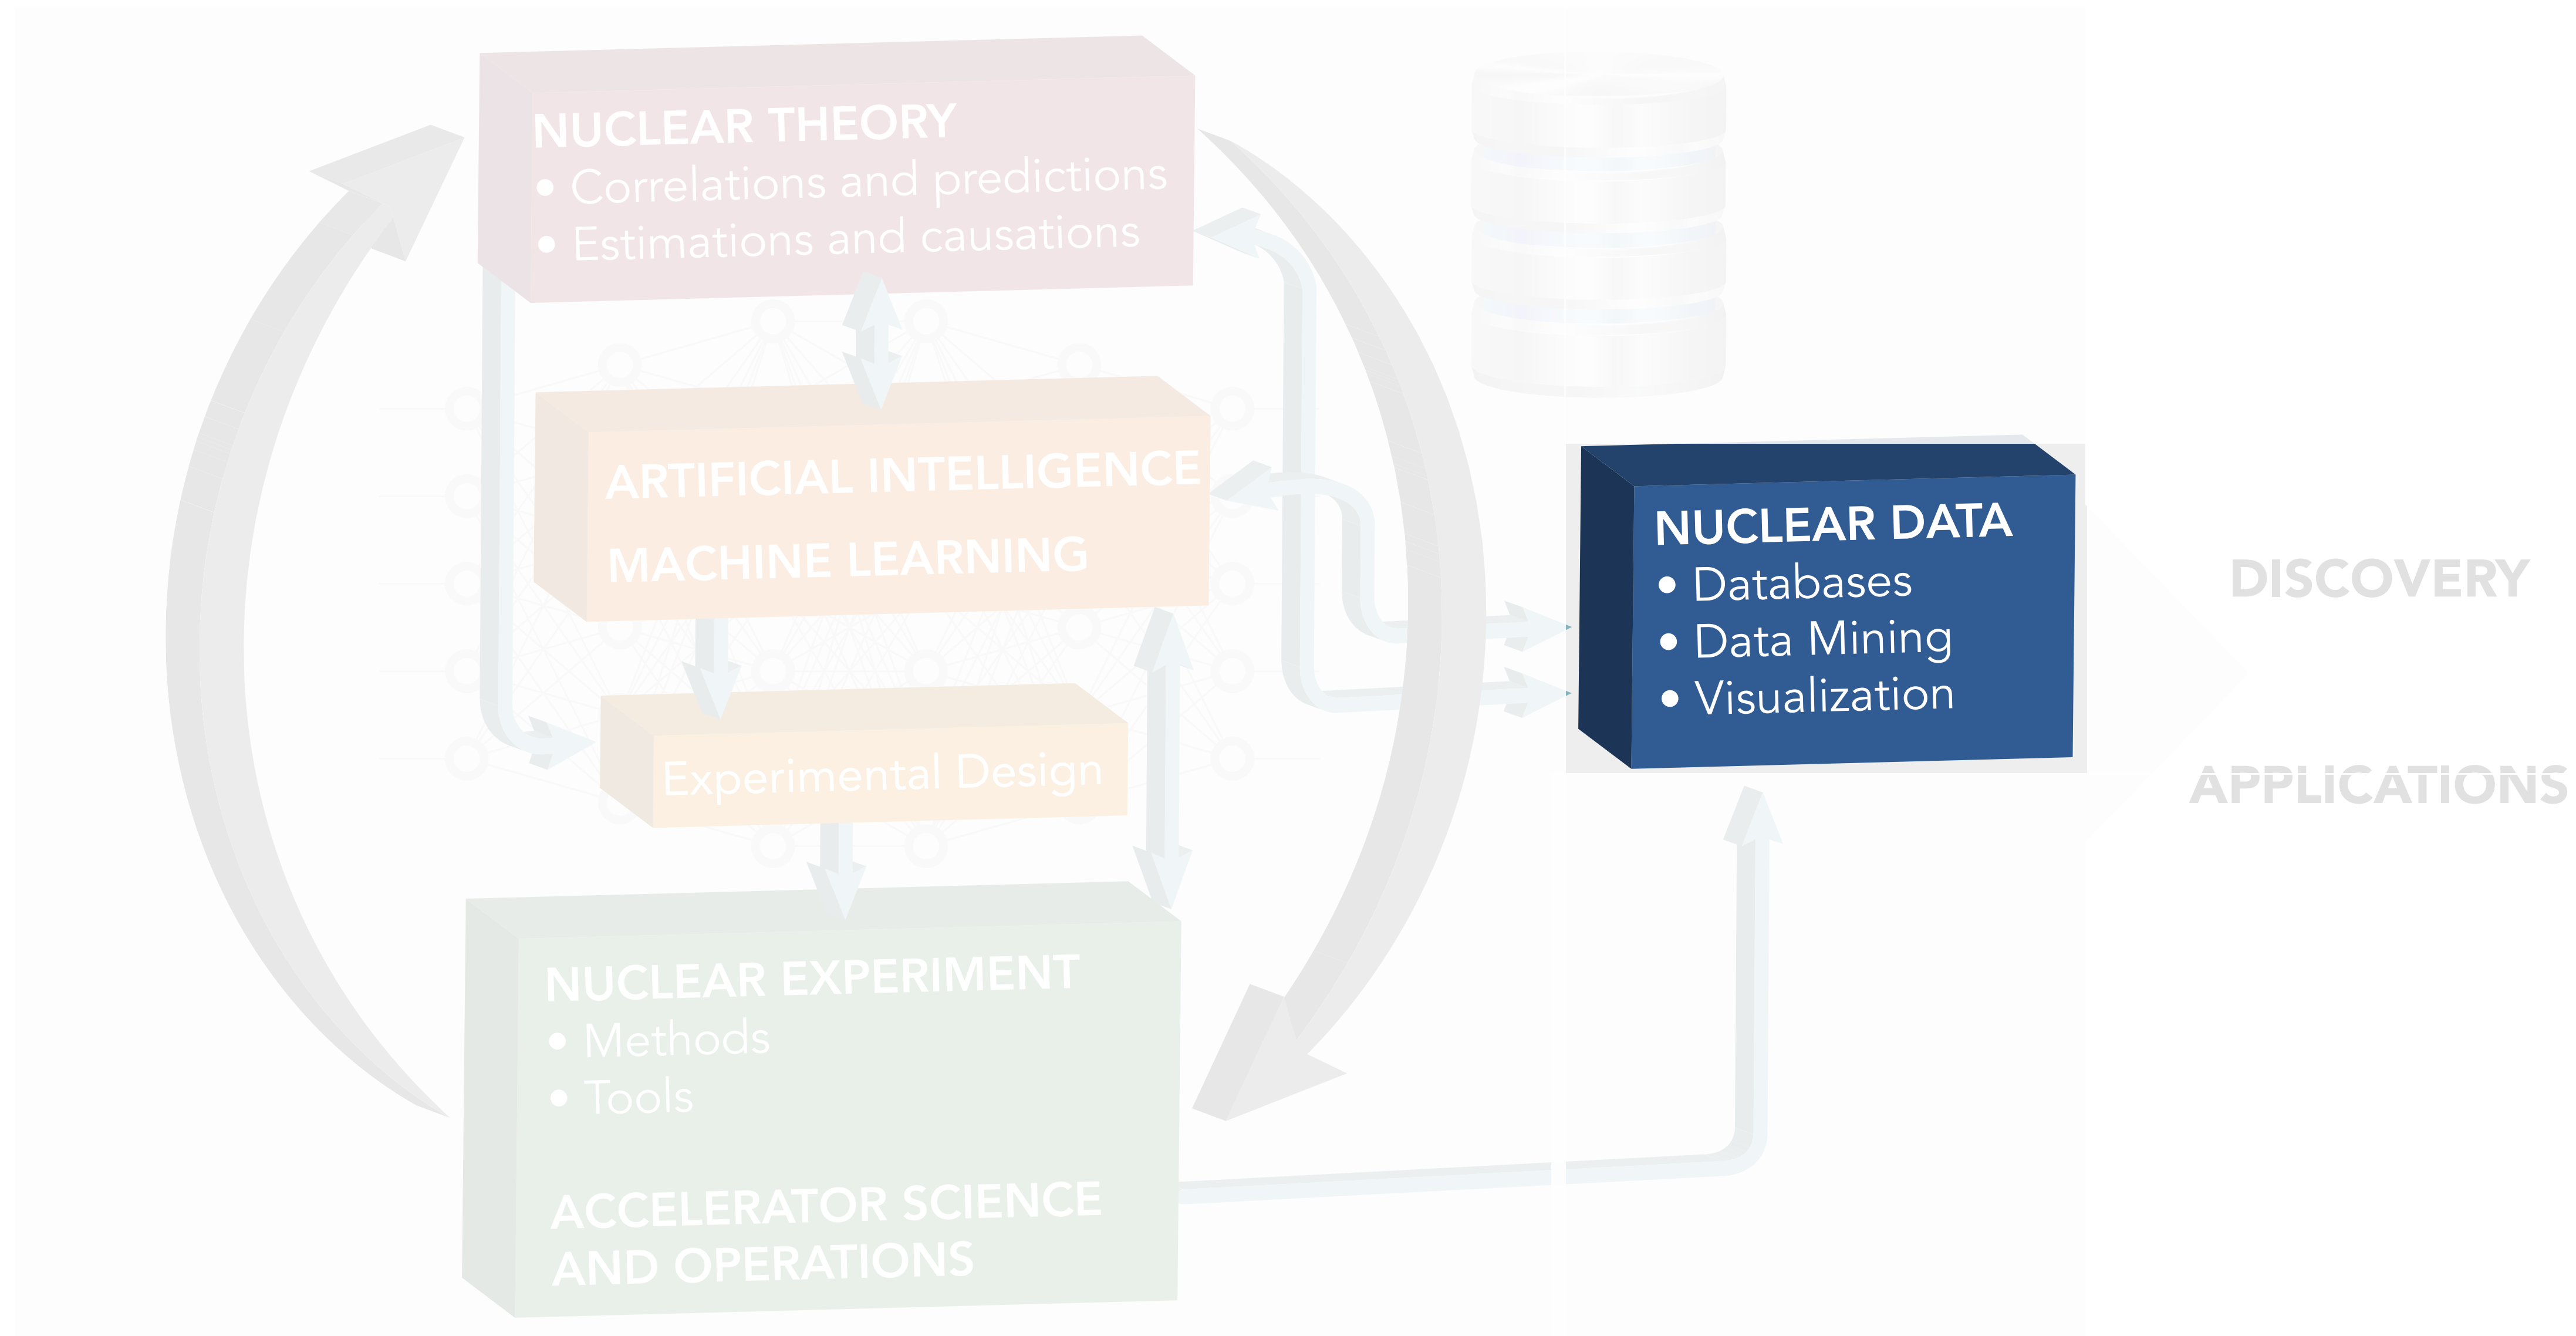 NUCLEAR THEORY
• Correlations and predictions
• Estimations and causations
ARTIFICIAL INTELLIGENCE
MACHINE LEARNING
Experimental Design
NUCLEAR EXPERIMENT
• Methods
• Tools
ACCELERATOR SCIENCE
AND OPERATIONS
NUCLEAR DATA
• Databases
• Data Mining
• Visualization
DISCOVERY
APPLICATIONS